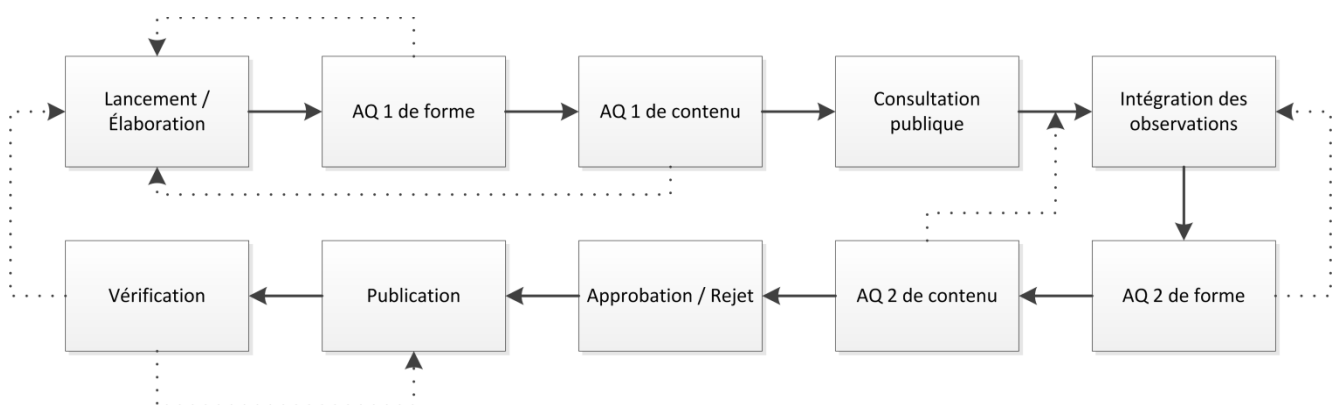 Lancement /
Élaboration
AQ 1 de forme
AQ 1 de contenu
Consultation
publique
Intégration des
observations
Vérification
Publication
Approbation / Rejet
AQ 2 de contenu
AQ 2 de forme